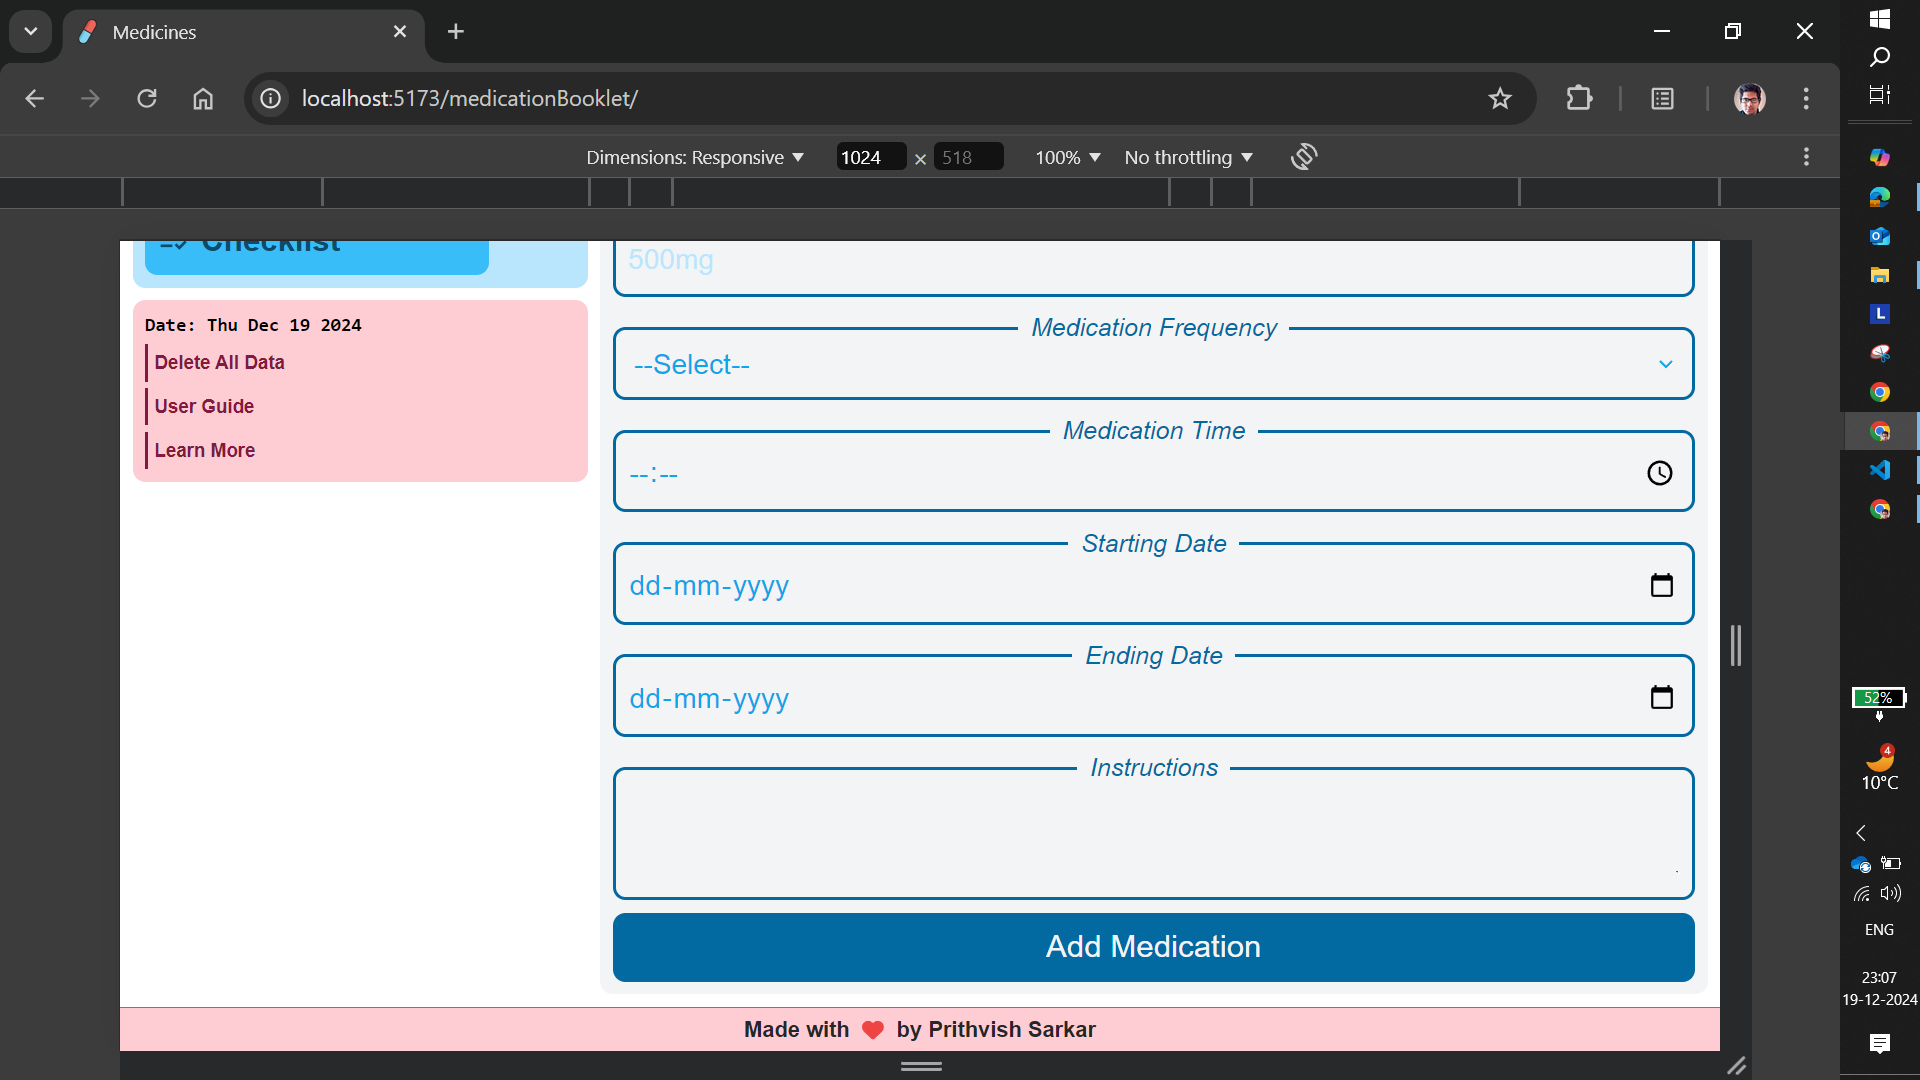 Medicines
localhost:5173/medicationBooklet/
Dimensions: Responsive 1024 × 518 100% No throttling
Checklist
500mg
Date: Thu Dec 19 2024
Delete All Data
User Guide
Learn More
Medication Frequency
--Select--
Medication Time
--:--
Starting Date
dd-mm-yyyy
Ending Date
dd-mm-yyyy
Instructions
Add Medication
Made with ❤ by Prithvish Sarkar
L
52%
4
10°C
ENG
23:07
19-12-2024